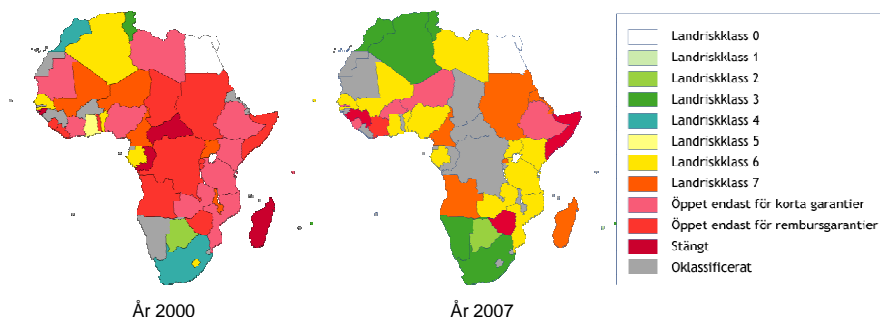 Landriskklass 0
Landriskklass 1
Landriskklass 2
Landriskklass 3
Landriskklass 4
Landriskklass 5
Landriskklass 6
Landriskklass 7
Öppet endast för korta garantier
Öppet endast för rembursgarantier
Stängt
Oklassificerat
År 2000
År 2007